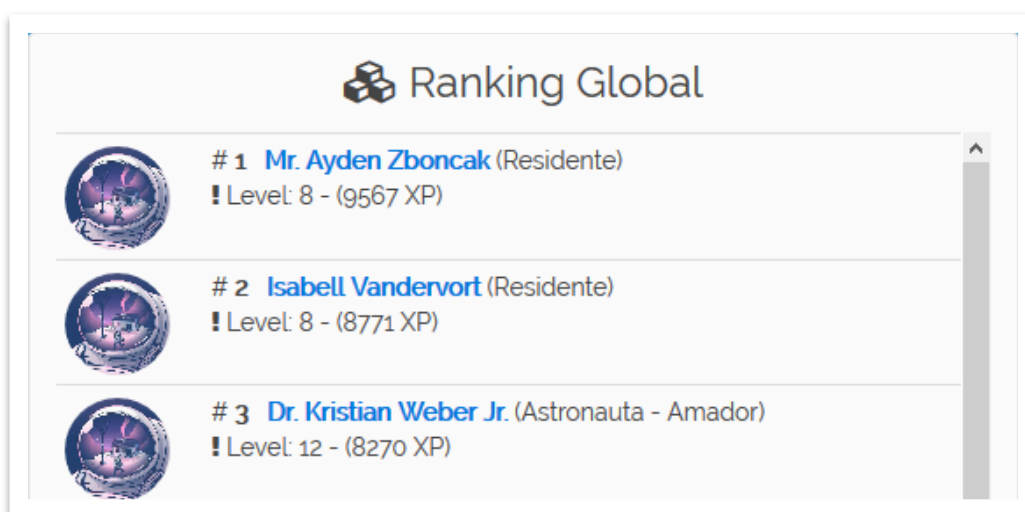 Ranking Global
# 1 Mr. Ayden Zboncak (Residente)
! Level: 8 - (9567 XP)
# 2 Isabell Vandervort (Residente)
! Level: 8 - (8771 XP)
# 3 Dr. Kristian Weber Jr. (Astronauta - Amador)
! Level: 12 - (8270 XP)